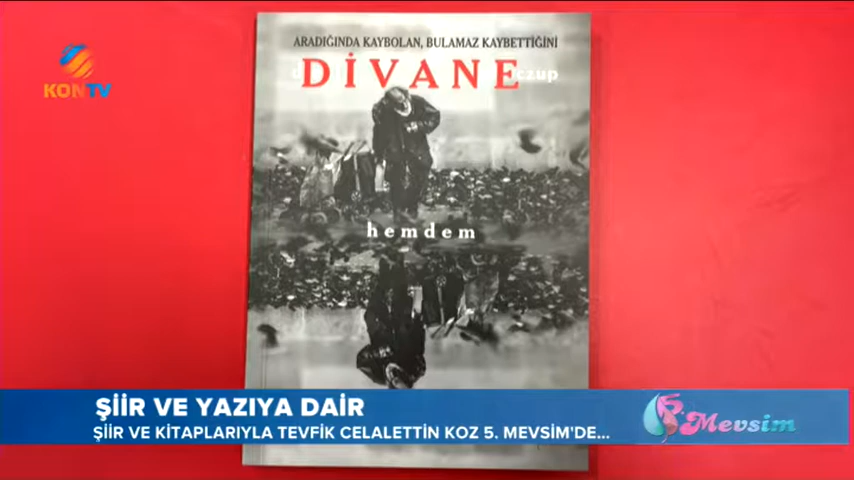 KONTV
ARADIĞINDA KAYBOLAN, BULAMAZ KAYBETTİĞİNİ
DİVANE
hemdem
ŞİİR VE YAZIYA DAİR
ŞİİR VE KİTAPLARIYLA TEVFİK CELALETTİN KOZ 5. MEVSİM'DE...
5. Mevsim